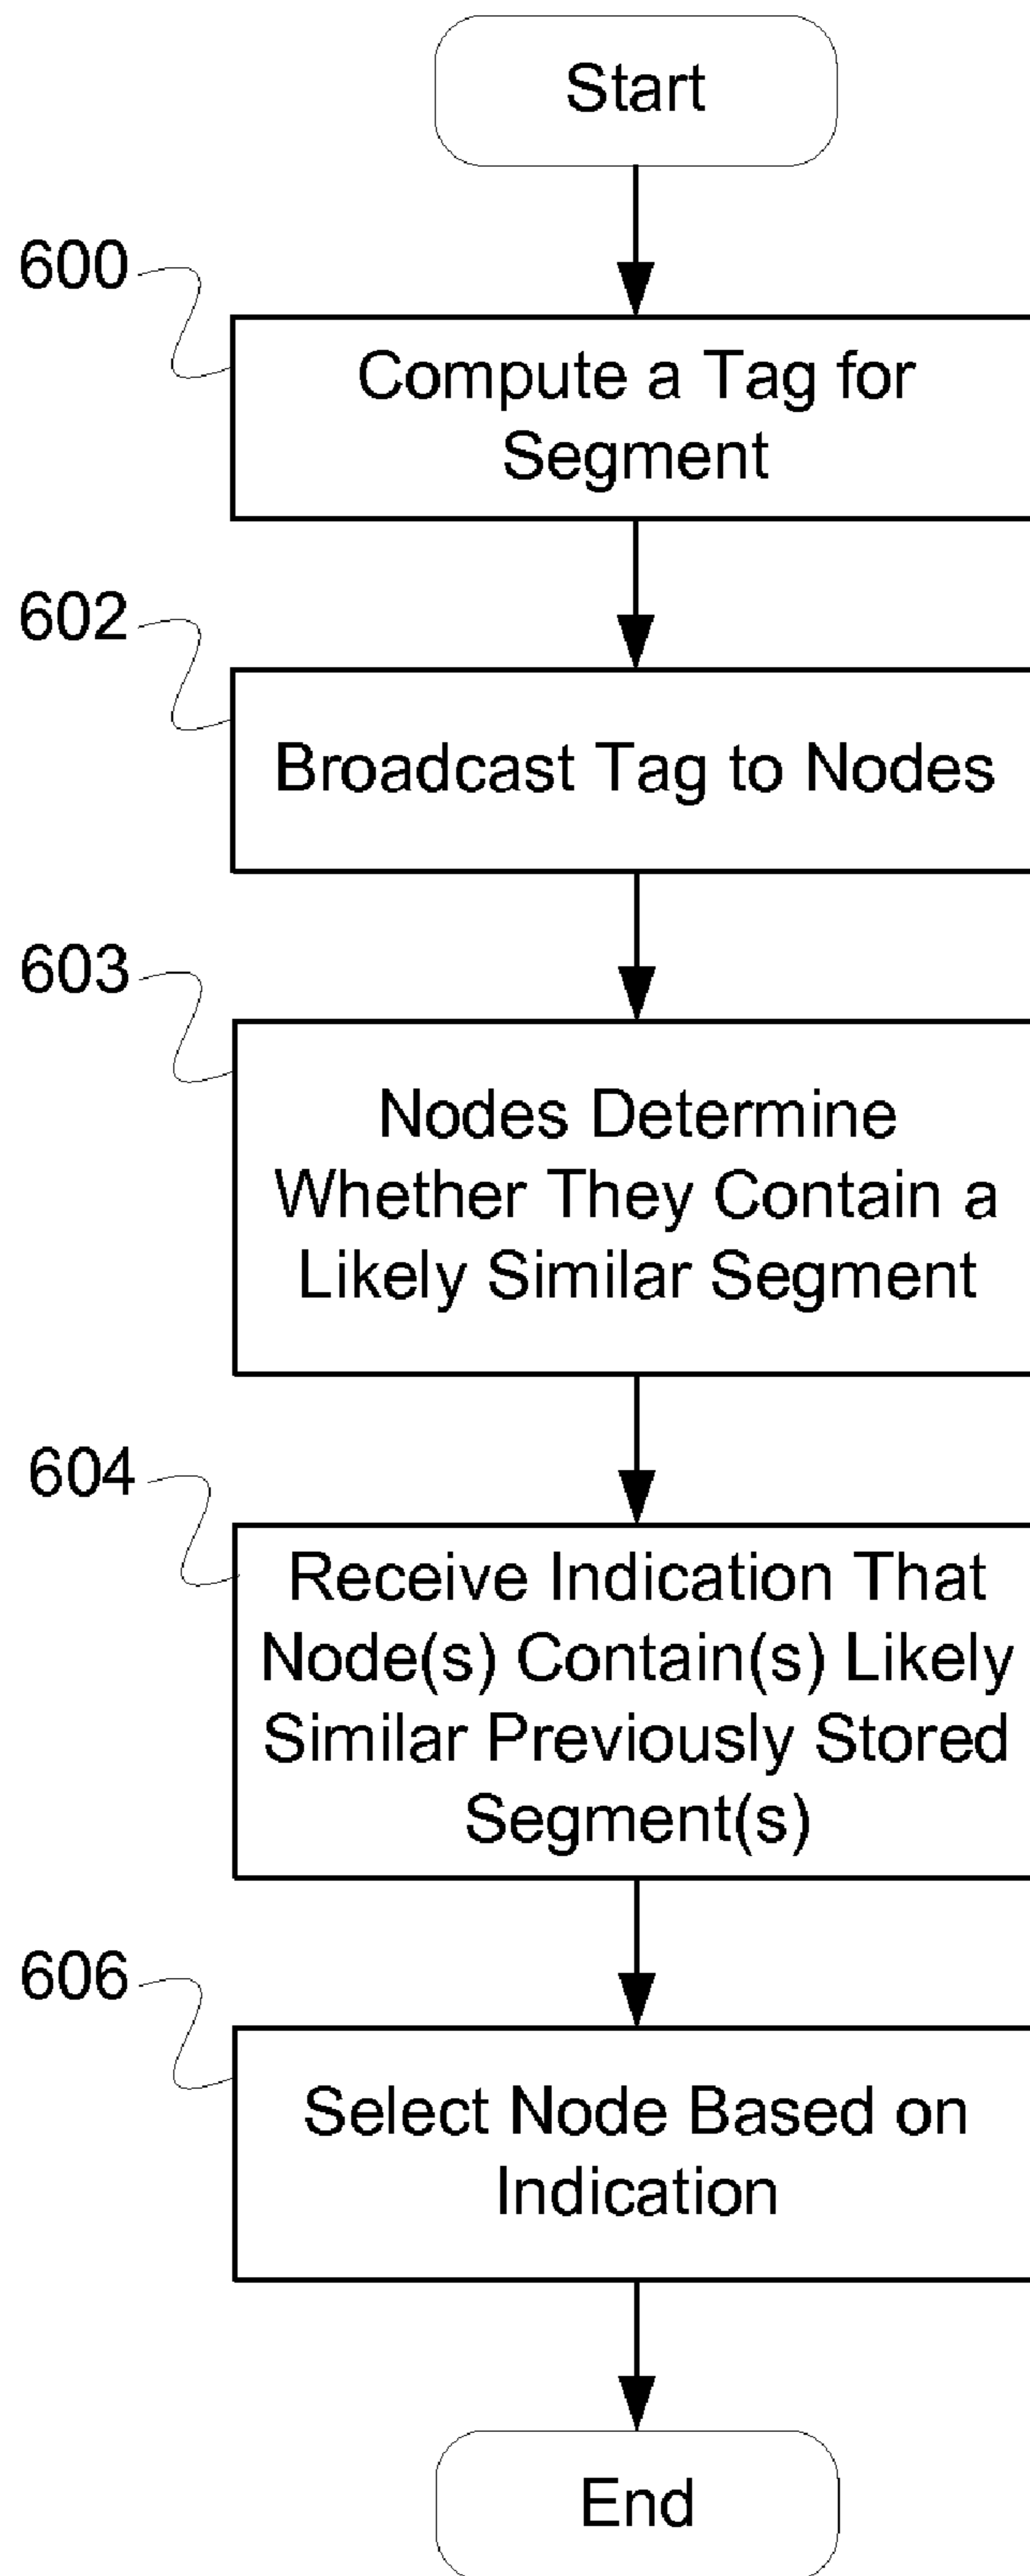 Start
600
Compute a Tag for
Segment
602
Broadcast Tag to Nodes
603
Nodes Determine
Whether They Contain a
Likely Similar Segment
604
Receive Indication That
Node(s) Contain(s) Likely
Similar Previously Stored
Segment(s)
606
Select Node Based on
Indication
End